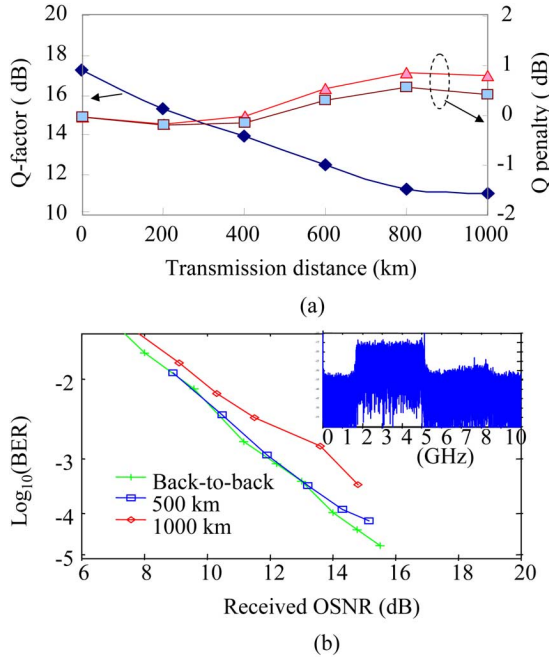 20
18
16
14
12
10
Q-factor ( dB)
2
1
0
-1
-2
Q penalty ( dB)
0 200 400 600 800 1000
Transmission distance (km)
(a)
-2
-3
-4
-5
Log10(BER)
0 1 2 3 4 5 6 7 8 10
(GHz)
Back-to-back
500 km
1000 km
6 8 10 12 14 16 18 20
Received OSNR (dB)
(b)